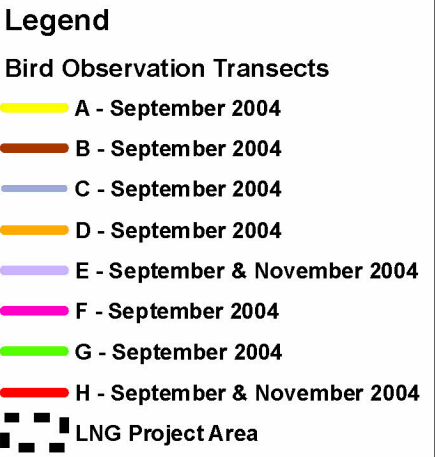 Legend
Bird Observation Transects
A - September 2004
B - September 2004
C - September 2004
D - September 2004
E - September & November 2004
F - September 2004
G - September 2004
H - September & November 2004
LNG Project Area